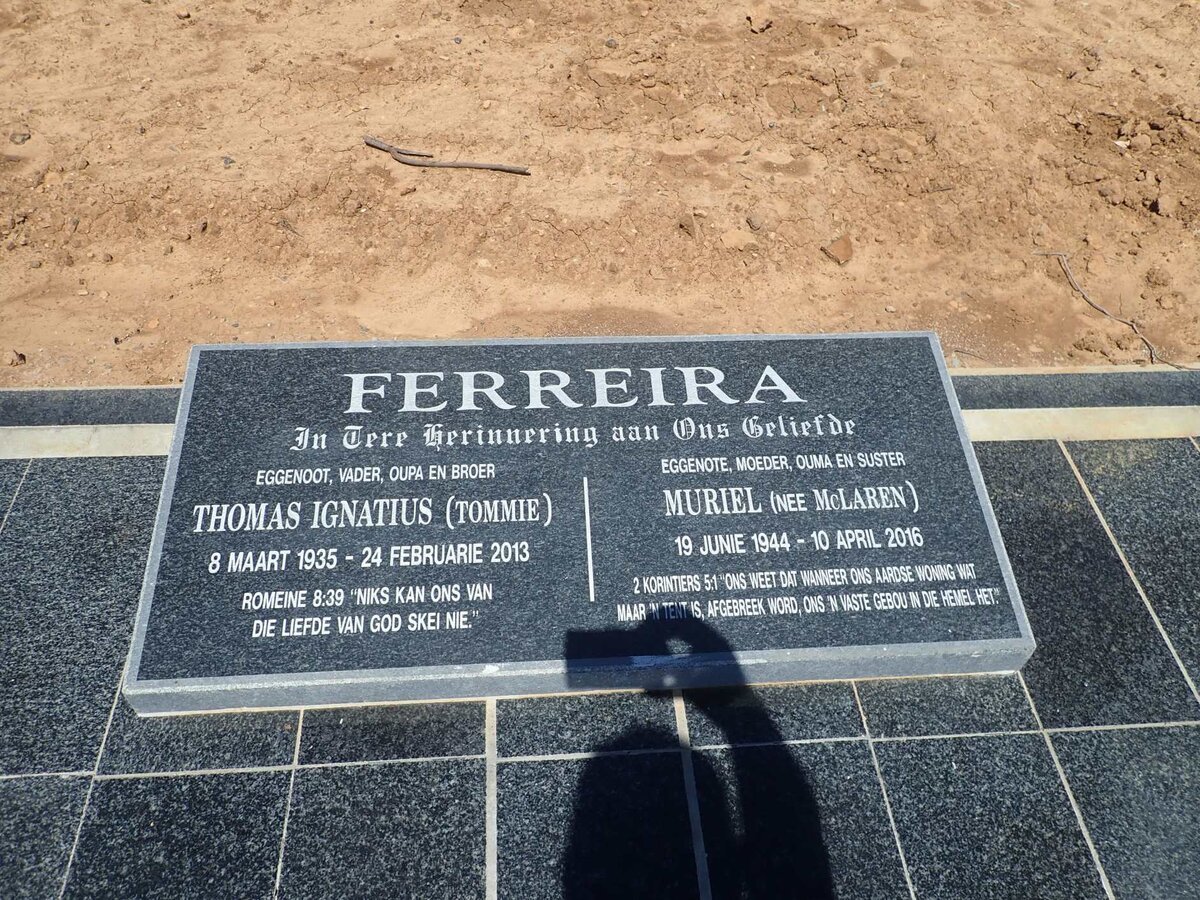 FERREIRA
In Tere Herinnering aan Ons Geliefde
EGGENOOT, VADER, OUPA EN BROER
THOMAS IGNATIUS (TOMMIE)
8 MAART 1935 - 24 FEBRUARIE 2013
ROMEINE 8:39 "NIKS KAN ONS VAN
DIE LIEFDE VAN GOD SKEI NIE."
EGGENOTE, MOEDER, OUMA EN SUSTER
MURIEL (NEE McLAREN)
19 JUNIE 1944 - 10 APRIL 2016
2 KORINTIERS 5:1 "ONS WEET DAT WANNEER ONS AARDSE WONING WAT
MAAR 'N TENT IS, AFGEBREEK WORD, ONS 'N VASTE GEBOU IN DIE HEMEL HET."